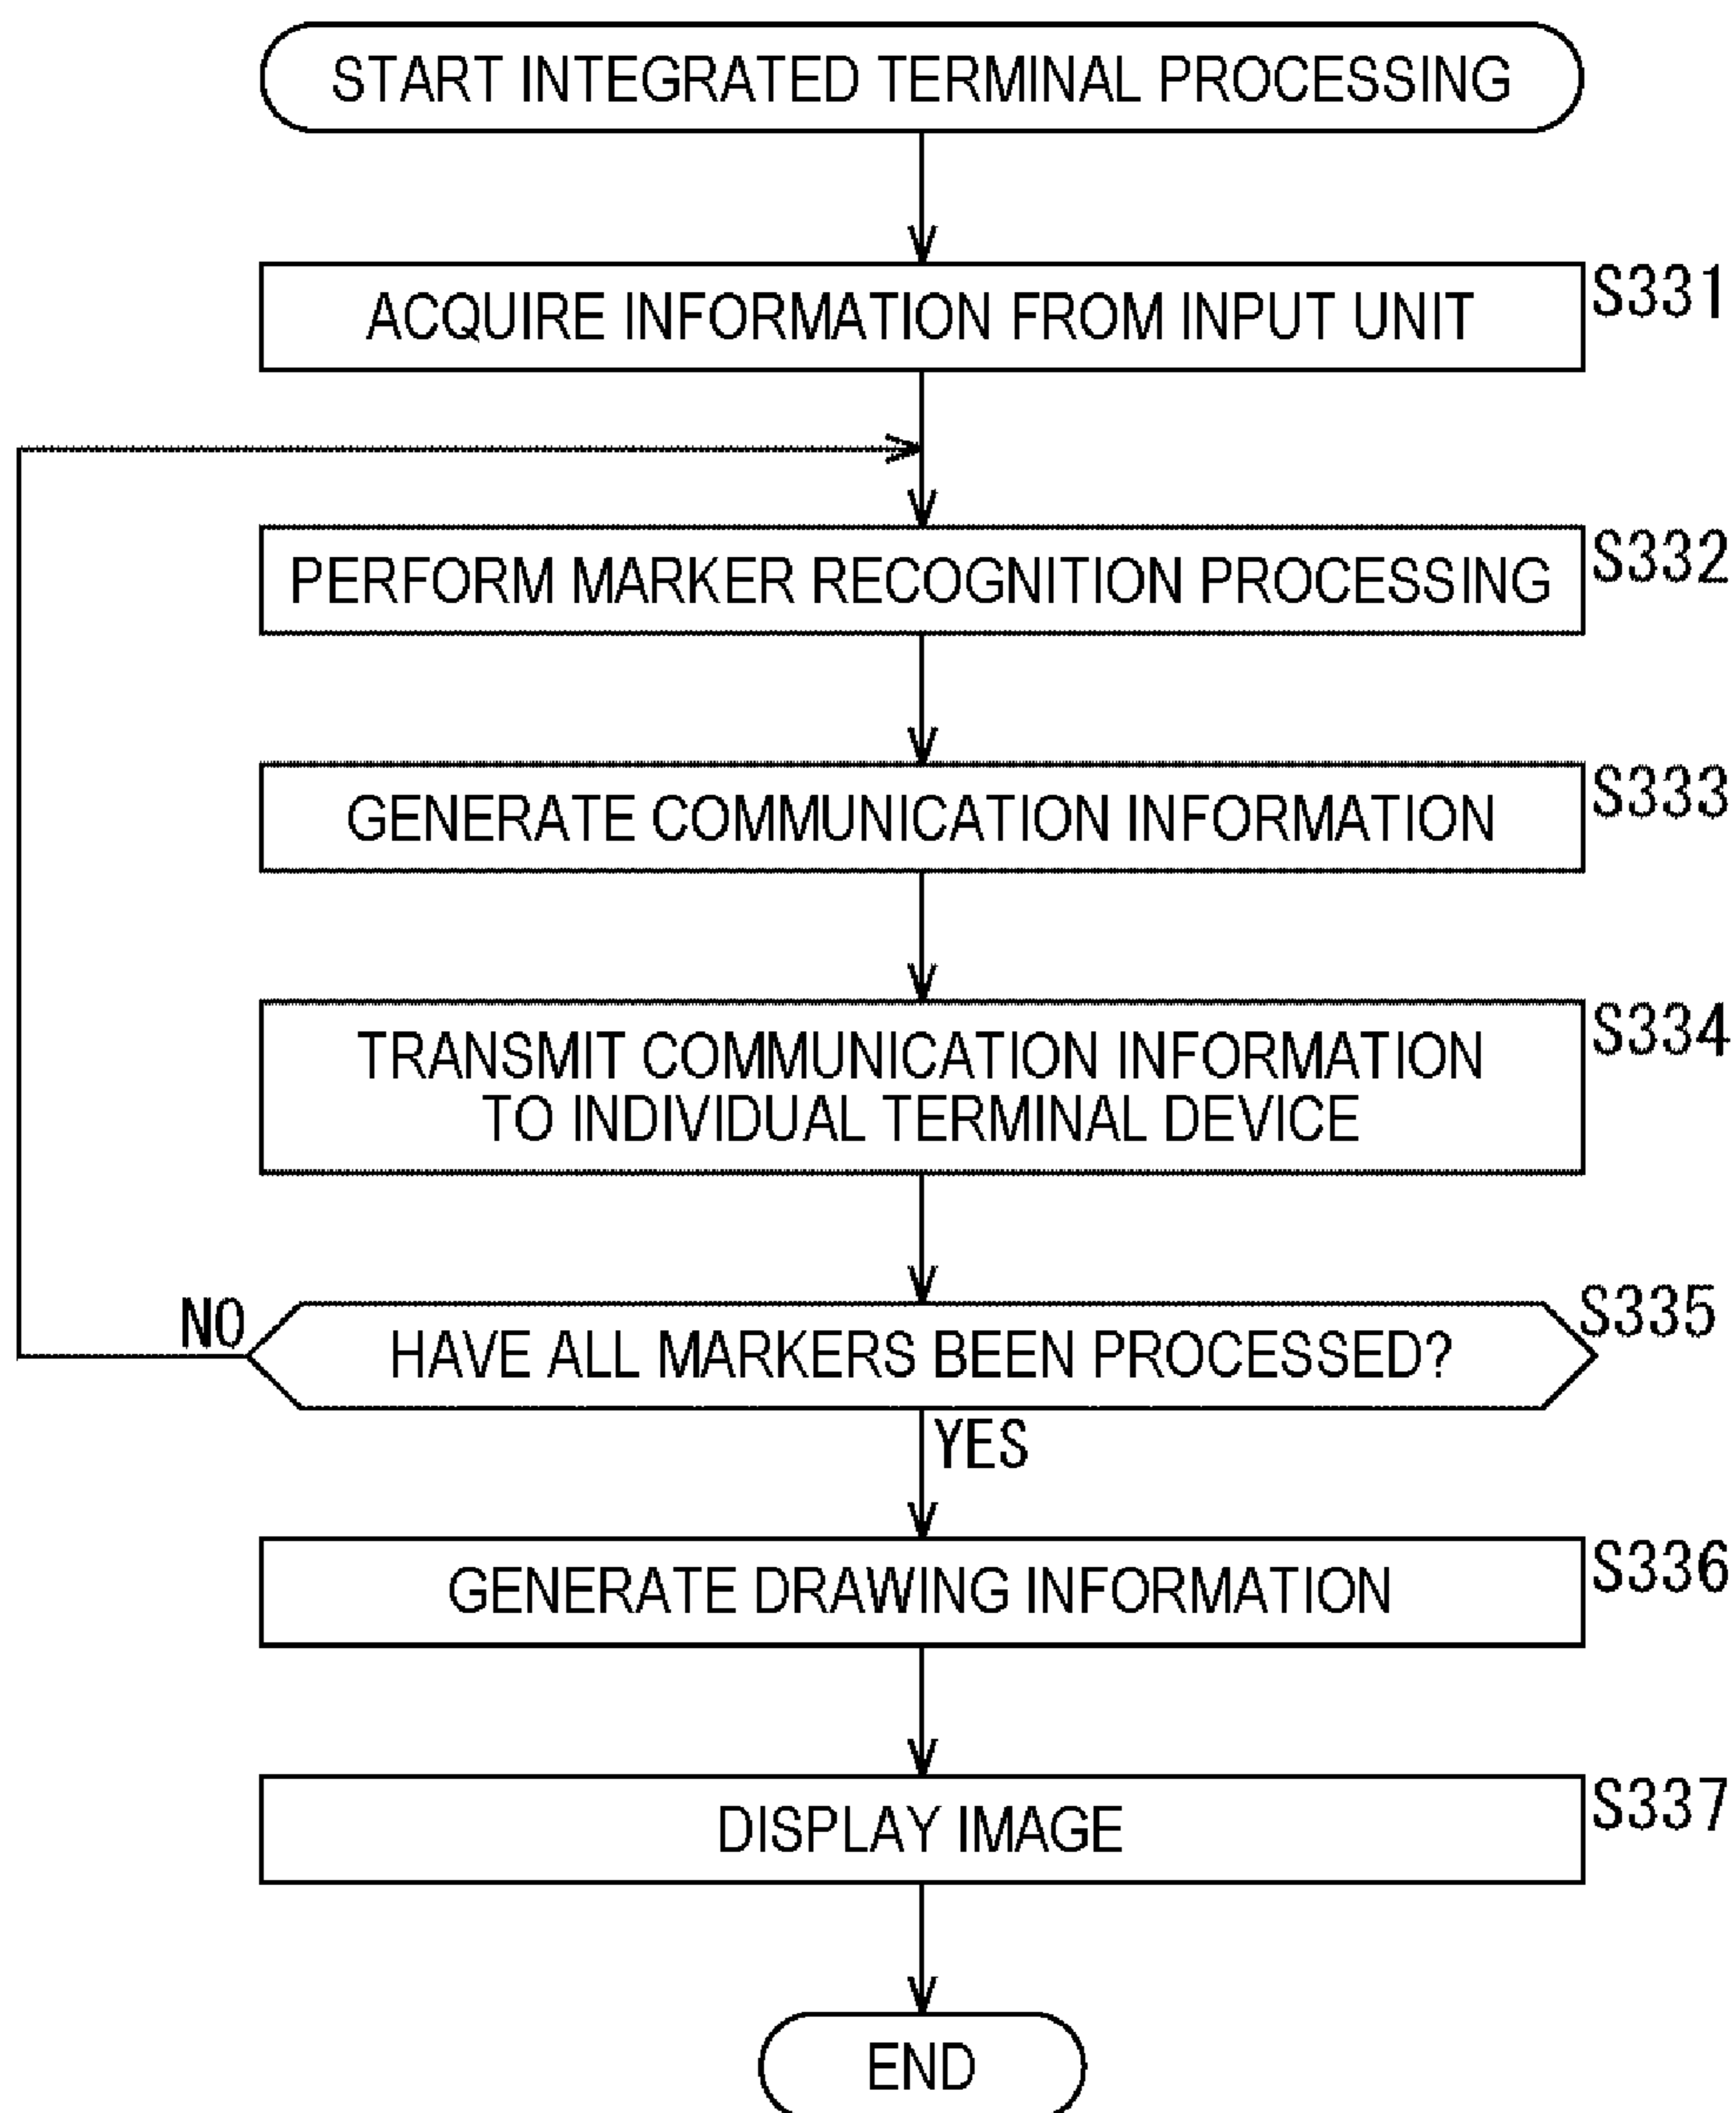 START INTEGRATED TERMINAL PROCESSING
ACQUIRE INFORMATION FROM INPUT UNIT
S331
PERFORM MARKER RECOGNITION PROCESSING
S332
GENERATE COMMUNICATION INFORMATION
S333
TRANSMIT COMMUNICATION INFORMATION
TO INDIVIDUAL TERMINAL DEVICE
S334
NO
HAVE ALL MARKERS BEEN PROCESSED?
S335
YES
GENERATE DRAWING INFORMATION
S336
DISPLAY IMAGE
S337
END